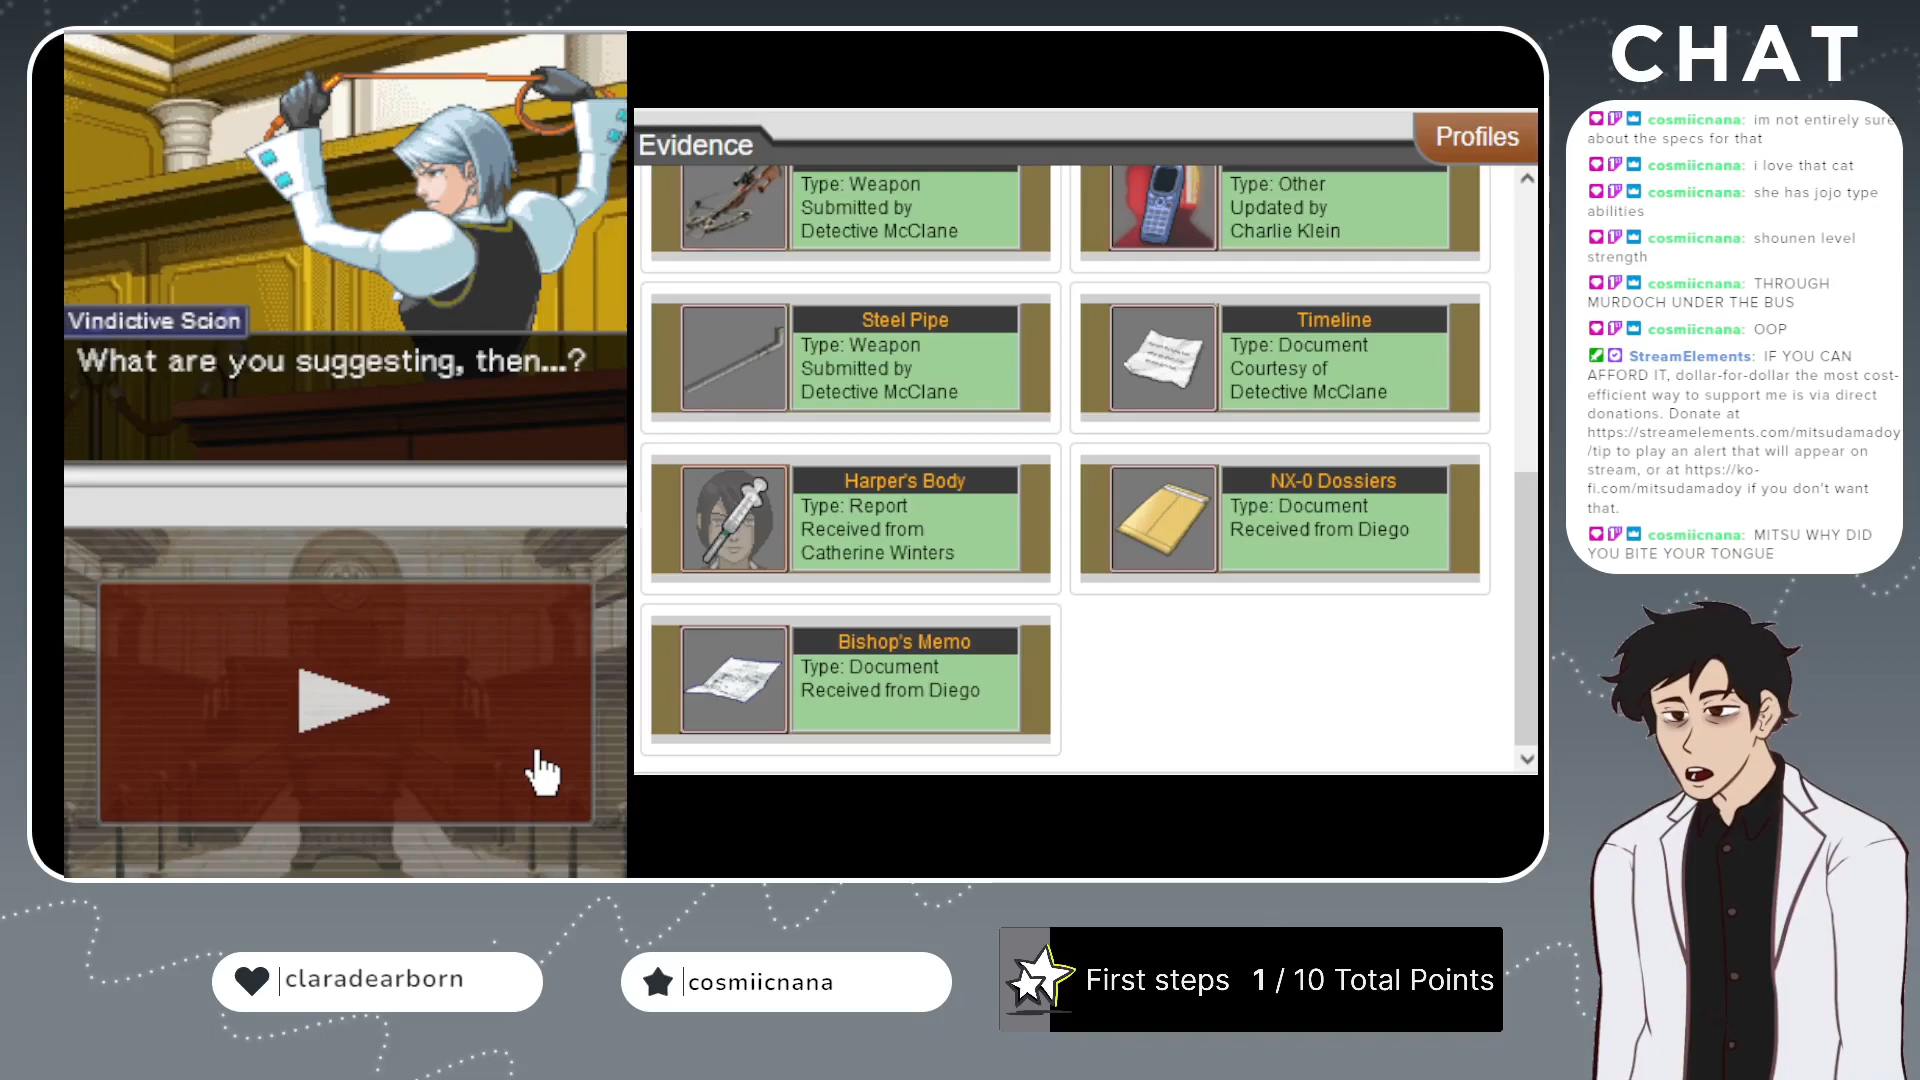 Vindictive Scion
What are you suggesting, then...?
Evidence
Profiles
Type: Weapon
Submitted by
Detective McClane
Type: Other
Updated by
Charlie Klein
Steel Pipe
Type: Weapon
Submitted by
Detective McClane
Timeline
Type: Document
Courtesy of
Detective McClane
Harper's Body
Type: Report
Received from
Catherine Winters
NX-0 Dossiers
Type: Document
Received from Diego
Bishop's Memo
Type: Document
Received from Diego
CHAT
cosmiicnana: im not entirely sure
about the specs for that
cosmiicnana: i love that cat
cosmiicnana: she has jojo type
abilities
cosmiicnana: shounen level
strength
cosmiicnana: THROUGH
MURDOCH UNDER THE BUS
cosmiicnana: OOP
StreamElements: IF YOU CAN
AFFORD IT, dollar-for-dollar the most cost-
efficient way to support me is via direct
donations. Donate at
https://streamelements.com/mitsudamadoy
/tip to play an alert that will appear on
stream, or at https://ko-
fi.com/mitsudamadoy if you don't want
that.
cosmiicnana: MITSU WHY DID
YOU BITE YOUR TONGUE
claradearborn
cosmiicnana
First steps 1 / 10 Total Points